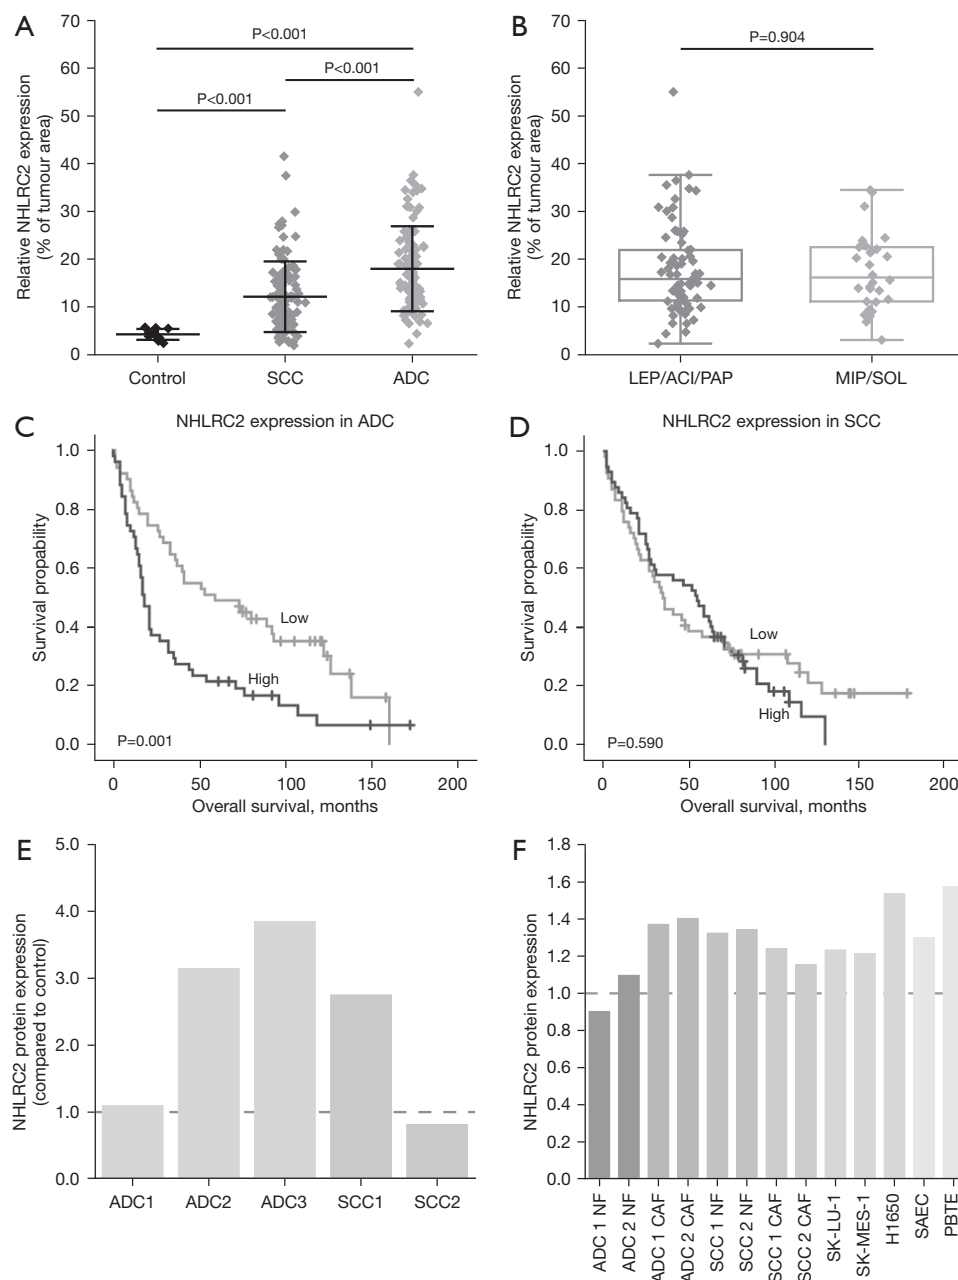 A
70
60
50
40
30
20
10
0
Relative NHLRC2 expression
(% of tumour area)
P<0.001
P<0.001
P<0.001
Control SCC ADC
B
70
60
50
40
30
20
10
0
Relative NHLRC2 expression
(% of tumour area)
P=0.904
LEP/ACI/PAP MIP/SOL
C
NHLRC2 expression in ADC
1.0
0.8
0.6
0.4
0.2
0.0
Survival propability
Low
High
P=0.001
0 50 100 150 200
Overall survival, months
D
NHLRC2 expression in SCC
1.0
0.8
0.6
0.4
0.2
0.0
Survival propability
Low
High
P=0.590
0 50 100 150 200
Overall survival, months
E
5.0
4.0
3.0
2.0
1.0
0.0
NHLRC2 protein expression
(compared to control)
ADC1 ADC2 ADC3 SCC1 SCC2
F
1.8
1.6
1.4
1.2
1.0
0.8
0.6
0.4
0.2
0.0
NHLRC2 protein expression
ADC 1 NF
ADC 2 NF
ADC 1 CAF
ADC 2 CAF
SCC 1 NF
SCC 2 NF
SCC 1 CAF
SCC 2 CAF
SK-LU-1
SK-MES-1
H1650
SAEC
PBTE